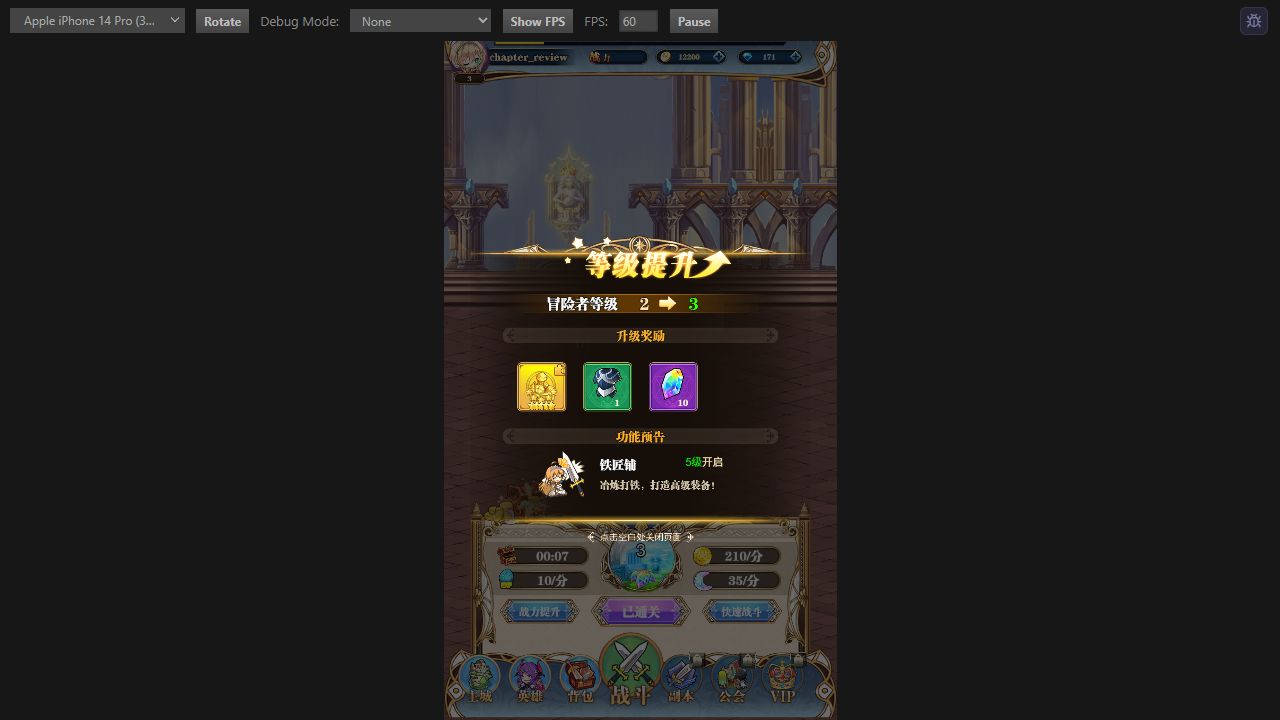 Apple iPhone 14 Pro (3...
Rotate
Debug Mode:
None
Show FPS
FPS:
60
Pause
chapter_review
战力
12200
171
3
等级提升
冒险者等级 2 3
升级奖励
1
10
功能预告
铁匠铺
5级开启
冶炼打铁，打造高级装备！
点击空白处关闭页面
3
00:07
210/分
10/分
35/分
战力提升
已通关
快速战斗
主城
英雄
背包
战斗
副本
公会
VIP